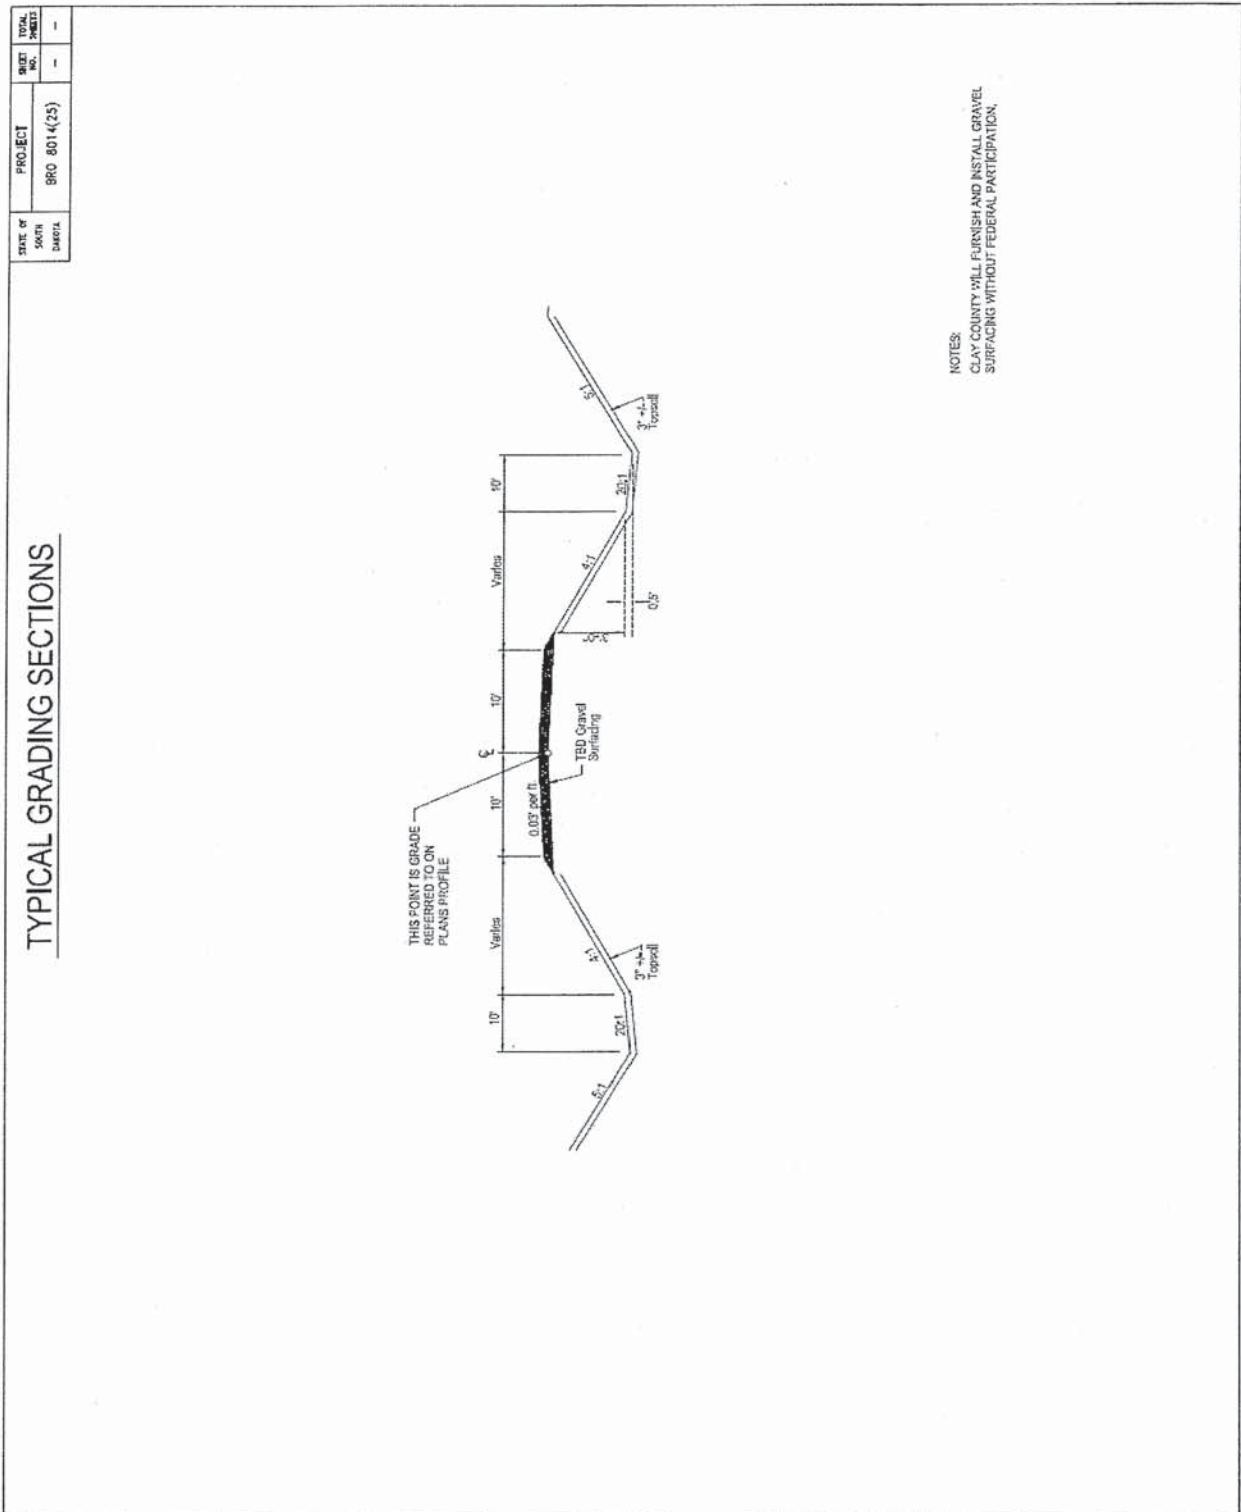 STATE OF
SOUTH
DAKOTA
PROJECT
BRO 8014(25)
SHEET
NO.
–
TOTAL
SHEETS
–
TYPICAL GRADING SECTIONS
THIS POINT IS GRADE
REFERRED TO ON
PLANS PROFILE
10'
Varies
10'
℄
10'
Varies
10'
0.03' per ft.
TBD Gravel
Surfacing
5:1
20:1
4:1
3" +/-
Topsoil
3'-0"
0.5'
4:1
20:1
5:1
3" +/-
Topsoil
NOTES:
CLAY COUNTY WILL FURNISH AND INSTALL GRAVEL
SURFACING WITHOUT FEDERAL PARTICIPATION.